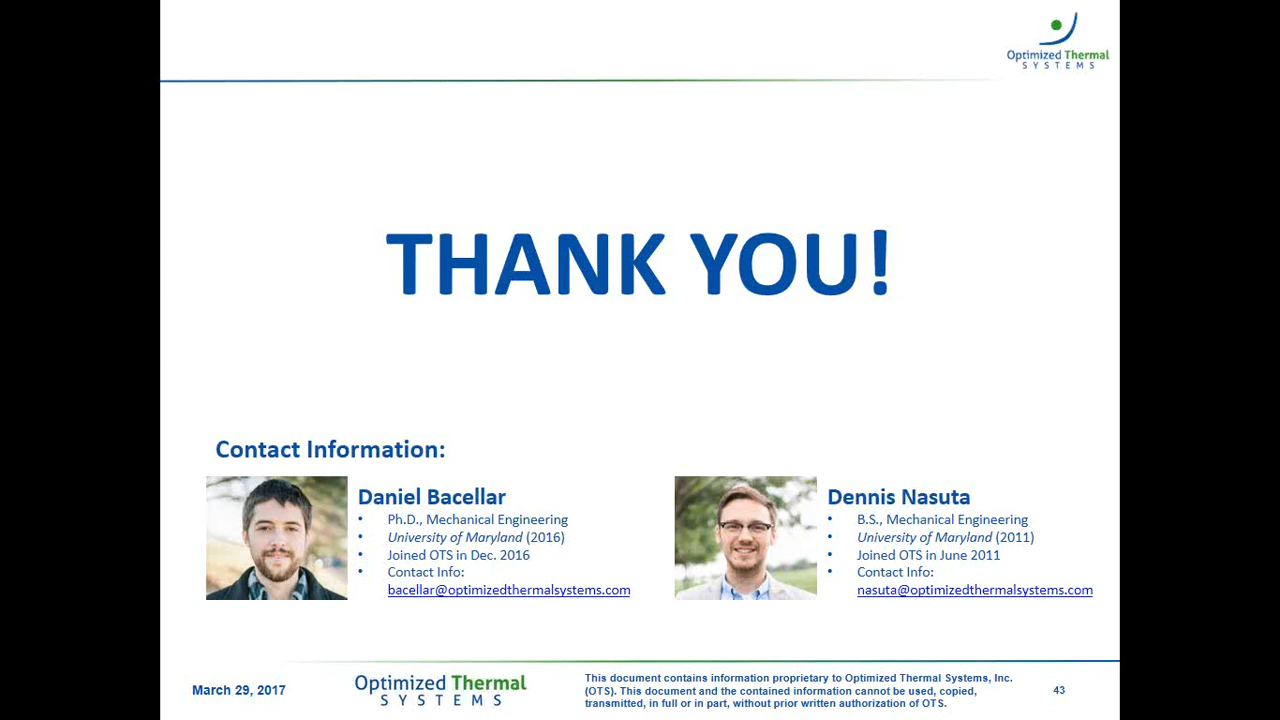 Optimized Thermal
SYSTEMS
THANK YOU!
Contact Information:
Daniel Bacellar
• Ph.D., Mechanical Engineering
• University of Maryland (2016)
• Joined OTS in Dec. 2016
• Contact Info:
bacellar@optimizedthermalsystems.com
Dennis Nasuta
• B.S., Mechanical Engineering
• University of Maryland (2011)
• Joined OTS in June 2011
• Contact Info:
nasuta@optimizedthermalsystems.com
March 29, 2017
Optimized Thermal
SYSTEMS
This document contains information proprietary to Optimized Thermal Systems, Inc.
(OTS). This document and the contained information cannot be used, copied,
transmitted, in full or in part, without prior written authorization of OTS.
43